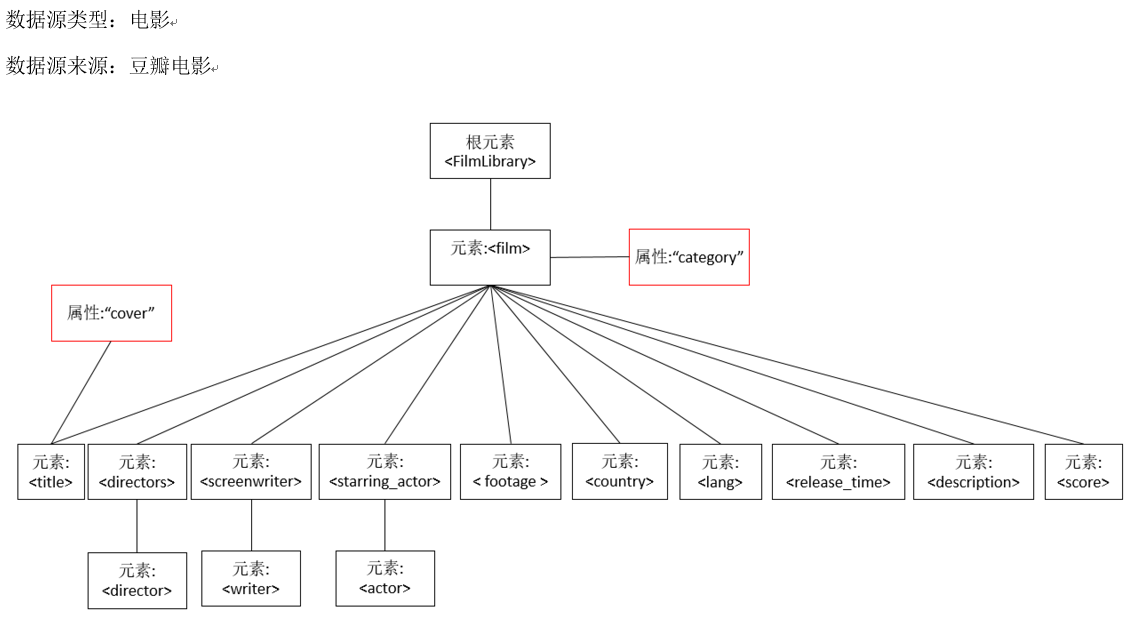 数据源类型：电影
数据源来源：豆瓣电影
根元素
<FilmLibrary>
元素:<film>
属性:“category”
属性:“cover”
元素:
<title>
元素:
<directors>
元素:
<screenwriter>
元素:
<starring_actor>
元素:
< footage >
元素:
<country>
元素:
<lang>
元素:
<release_time>
元素:
<description>
元素:
<score>
元素:
<director>
元素:
<writer>
元素:
<actor>